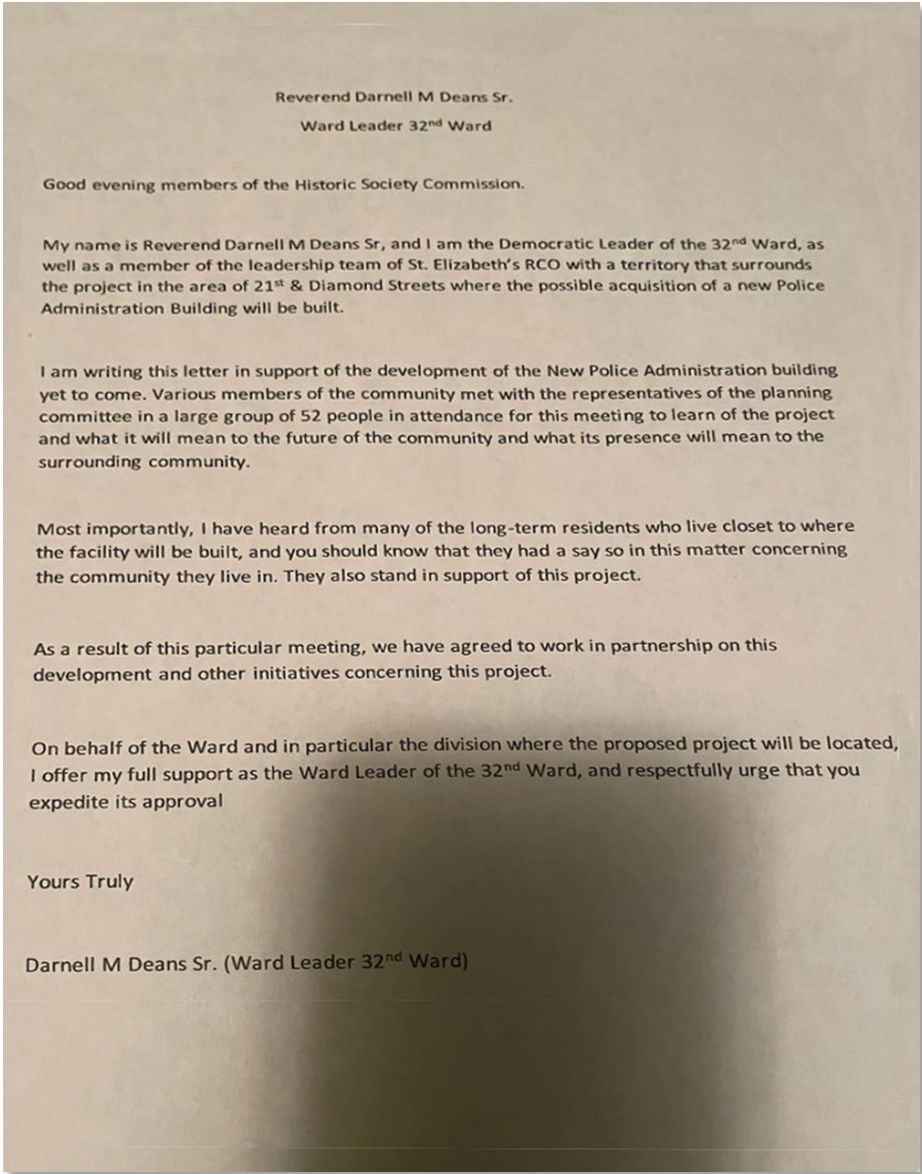 Reverend Darnell M Deans Sr.
Ward Leader 32nd Ward
Good evening members of the Historic Society Commission.
My name is Reverend Darnell M Deans Sr, and I am the Democratic Leader of the 32nd Ward, as
well as a member of the leadership team of St. Elizabeth's RCO with a territory that surrounds
the project in the area of 21st & Diamond Streets where the possible acquisition of a new Police
Administration Building will be built.
I am writing this letter in support of the development of the New Police Administration building
yet to come. Various members of the community met with the representatives of the planning
committee in a large group of 52 people in attendance for this meeting to learn of the project
and what it will mean to the future of the community and what its presence will mean to the
surrounding community.
Most importantly, I have heard from many of the long-term residents who live closet to where
the facility will be built, and you should know that they had a say so in this matter concerning
the community they live in. They also stand in support of this project.
As a result of this particular meeting, we have agreed to work in partnership on this
development and other initiatives concerning this project.
On behalf of the Ward and in particular the division where the proposed project will be located,
I offer my full support as the Ward Leader of the 32nd Ward, and respectfully urge that you
expedite its approval
Yours Truly
Darnell M Deans Sr. (Ward Leader 32nd Ward)